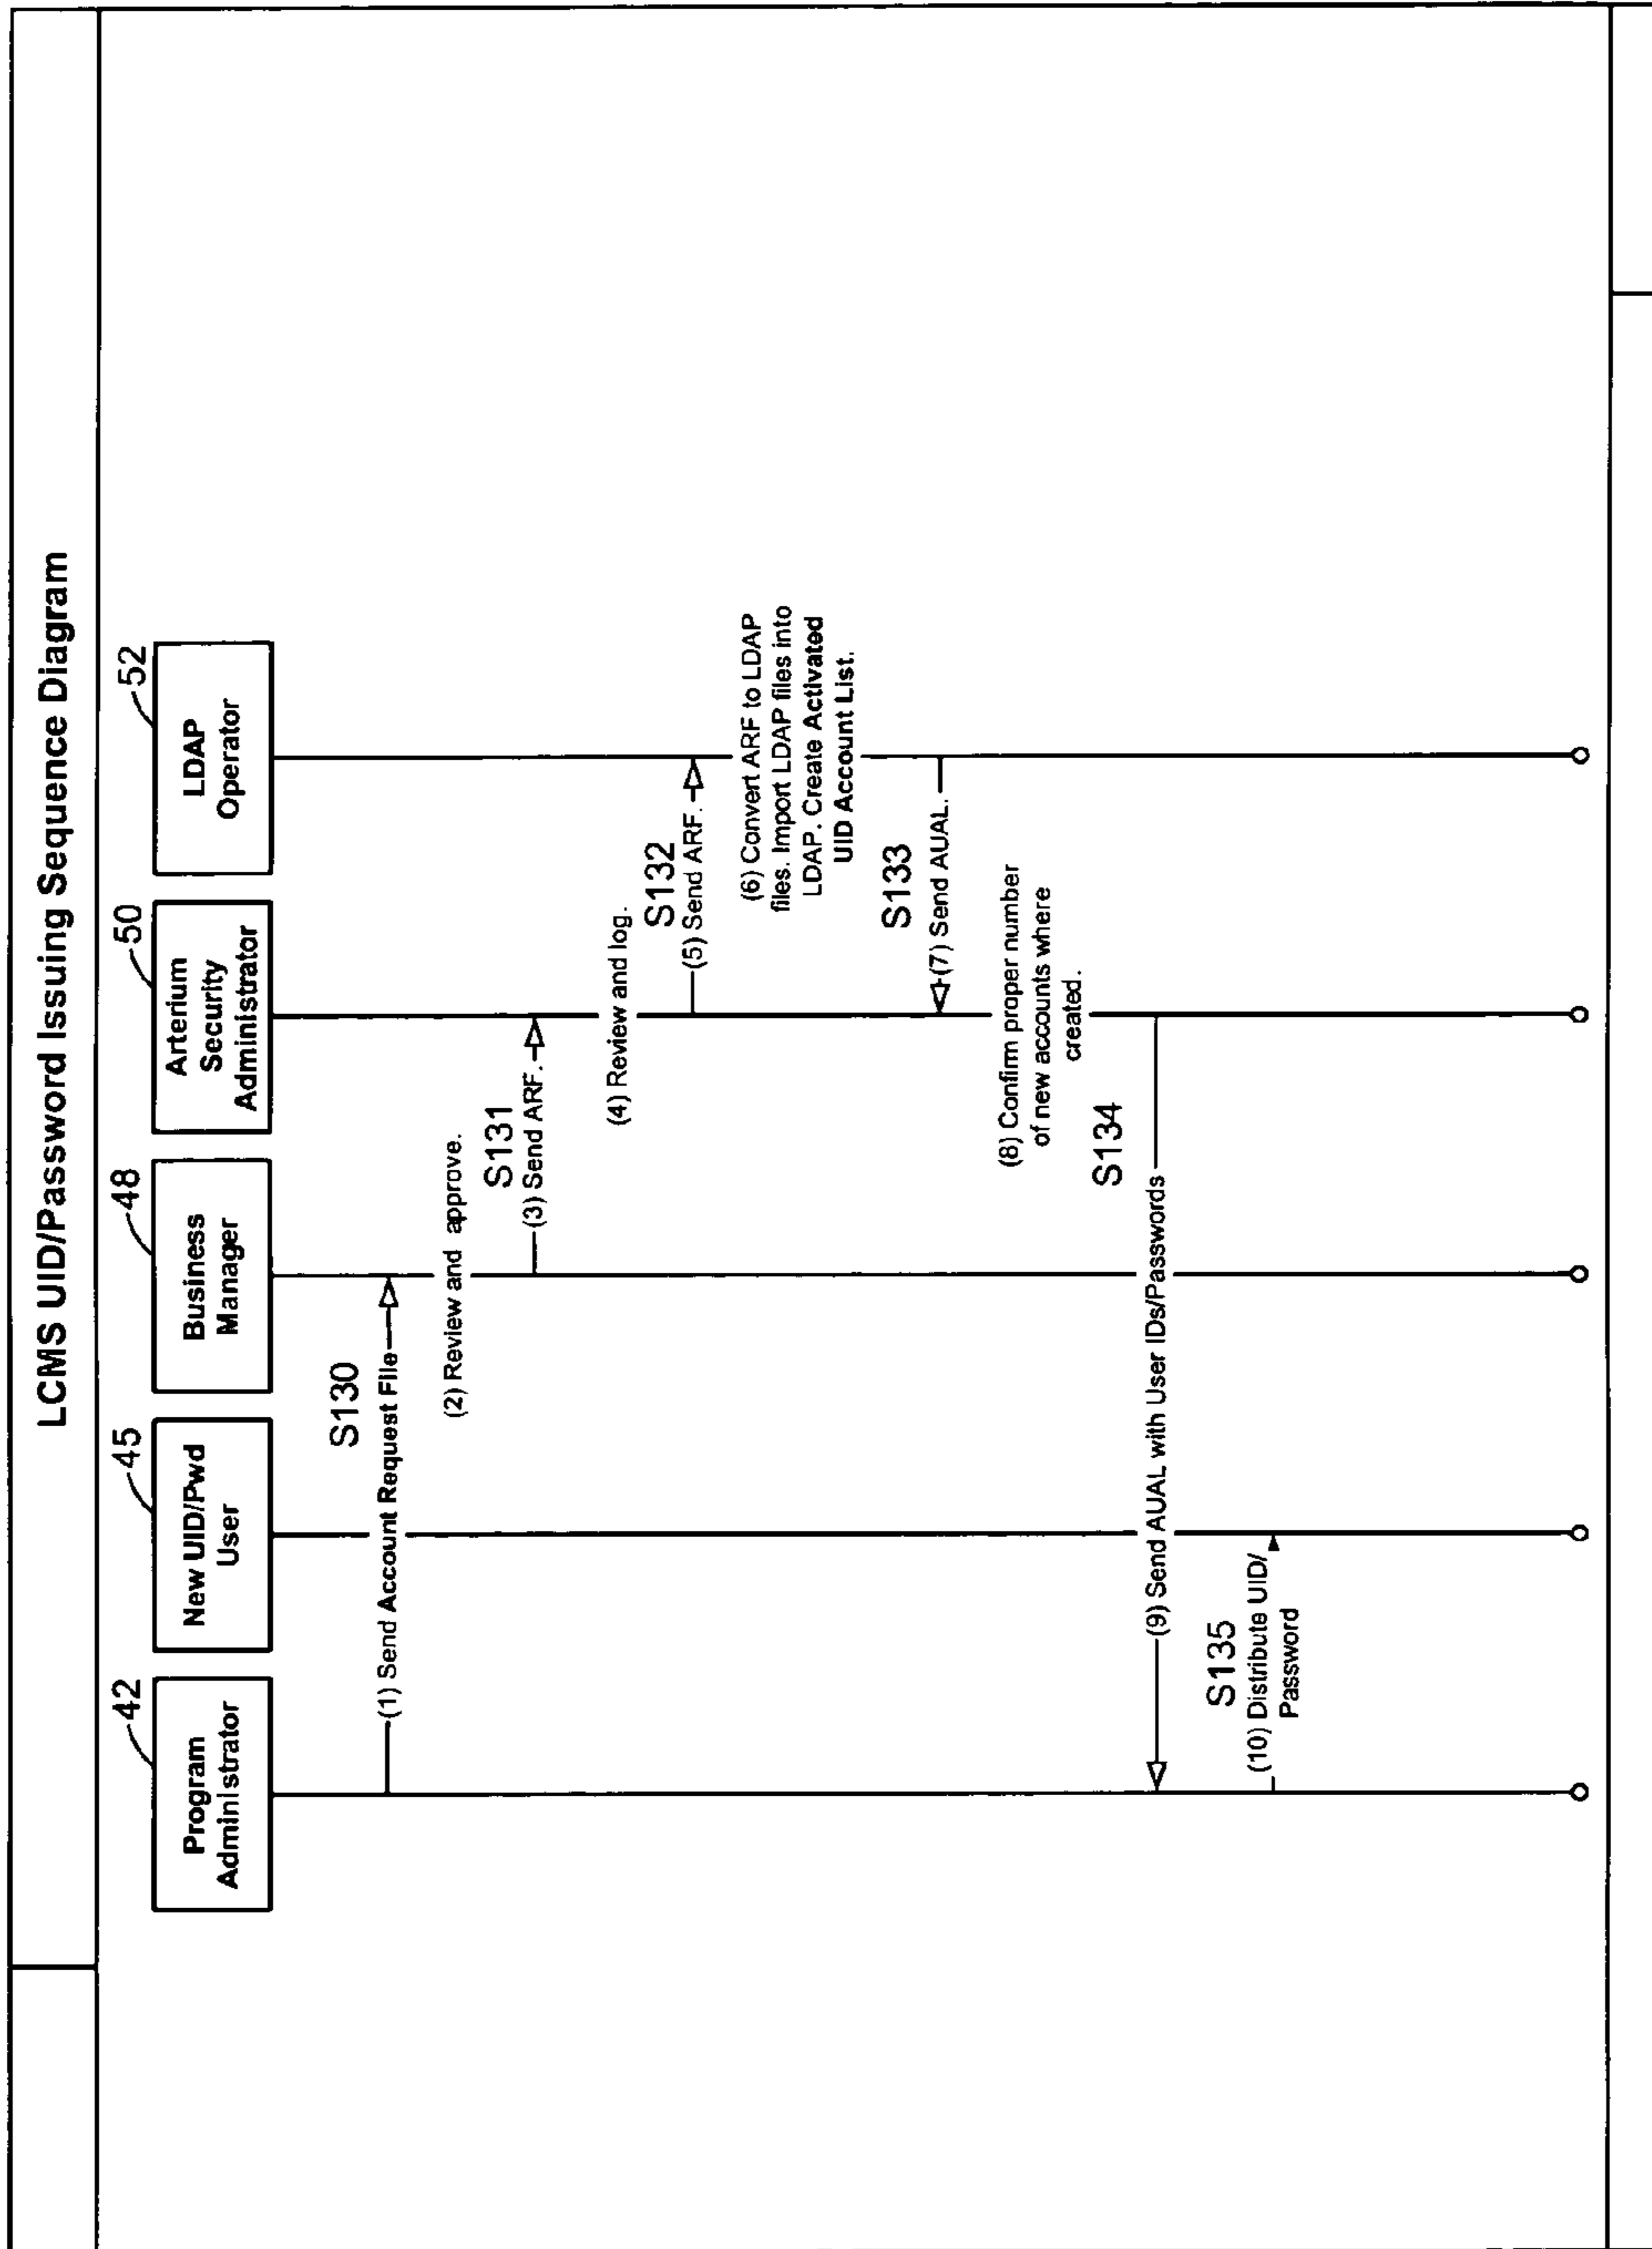 LCMS UID/Password Issuing Sequence Diagram
42
Program
Administrator
45
New UID/Pwd
User
48
Business
Manager
50
Arterium
Security
Administrator
52
LDAP
Operator
S130
(1) Send Account Request File
(2) Review and approve.
S131
(3) Send ARF.
(4) Review and log.
S132
(5) Send ARF.
(6) Convert ARF to LDAP
files. Import LDAP files into
LDAP. Create Activated
UID Account List.
S133
(7) Send AUAL.
(8) Confirm proper number
of new accounts where
created.
S134
(9) Send AUAL with User IDs/Passwords
S135
(10) Distribute UID/
Password